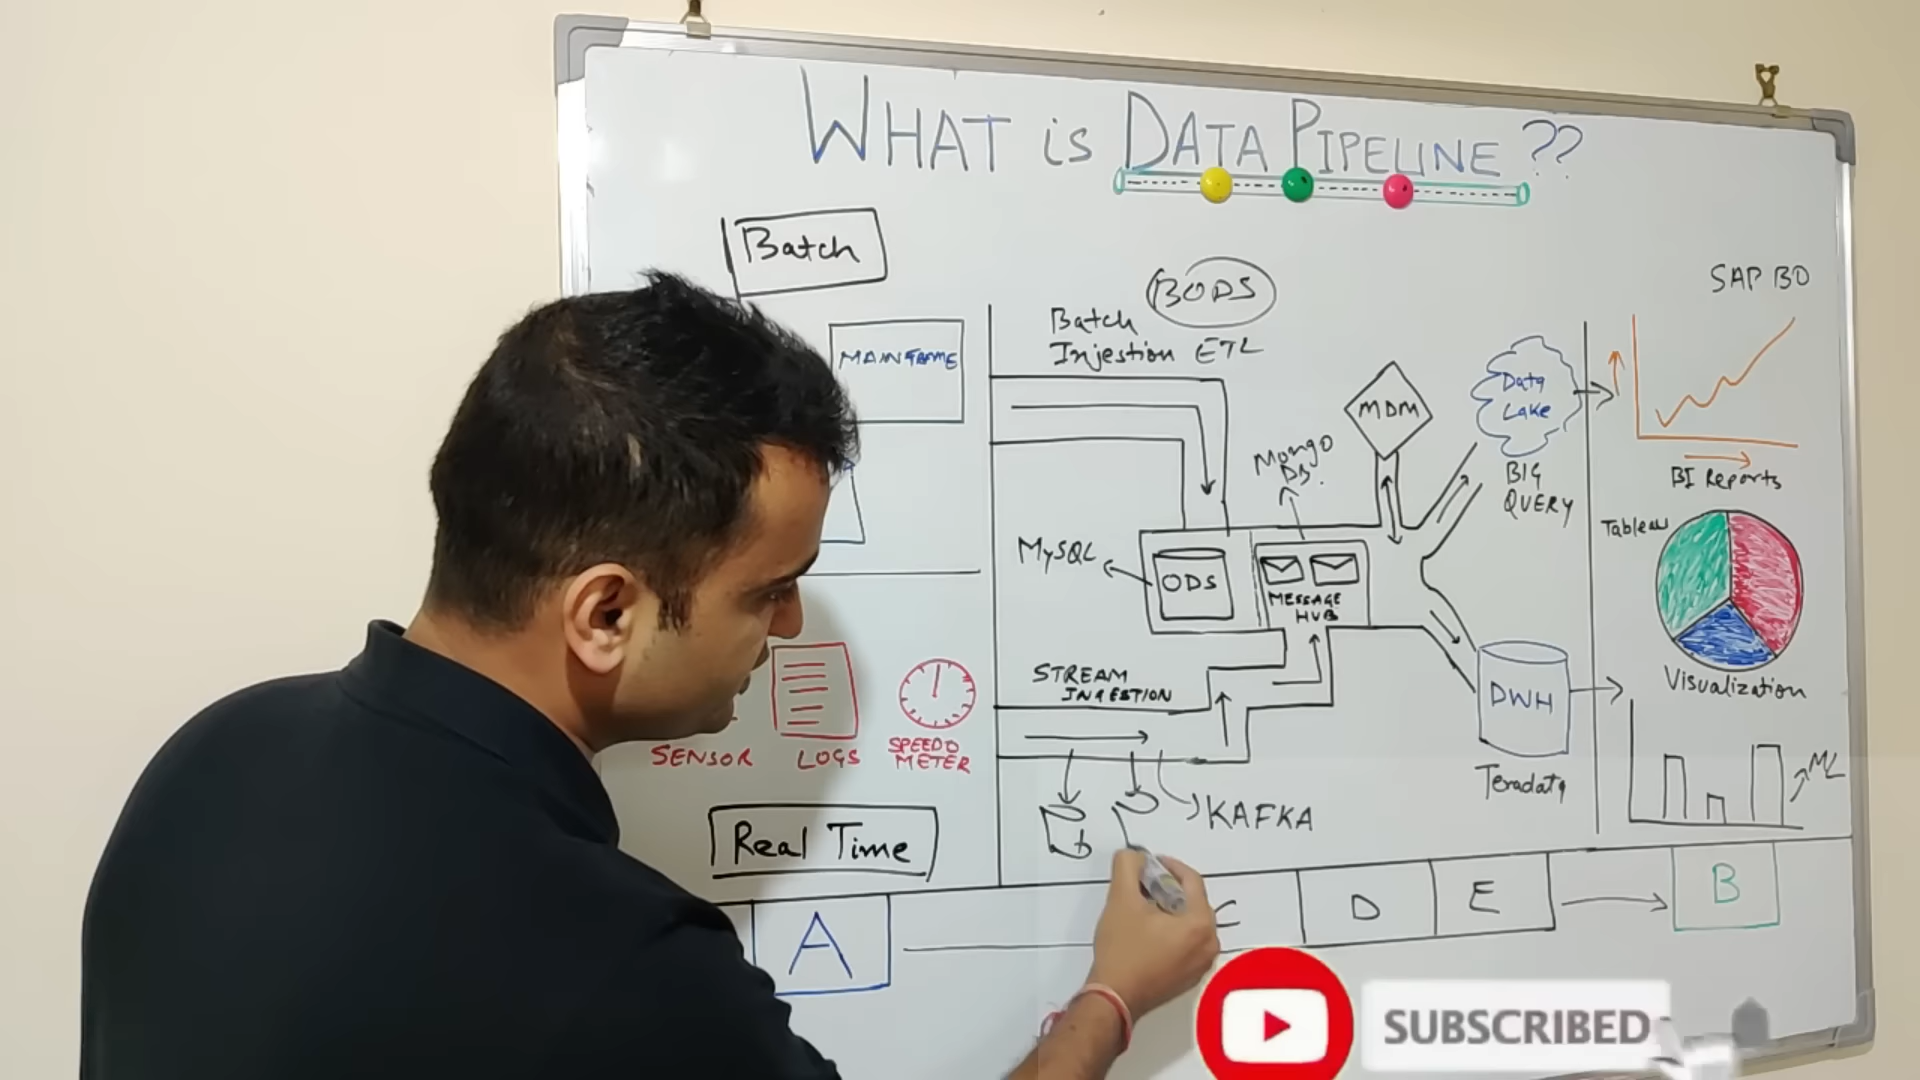 WHAT is DATA PIPELINE ??
Batch
MAINFRAME
SENSOR
LOGS
SPEEDO
METER
Real Time
BODS
Batch
Injestion ETL
MySQL
ODS
Mongo
DB.
MESSAGE
HUB
MDM
STREAM
INGESTION
KAFKA
Data
Lake
BIG
QUERY
DWH
Teradata
SAP BO
BI Reports
Tableau
Visualization
ML
A
C
D
E
B
SUBSCRIBED